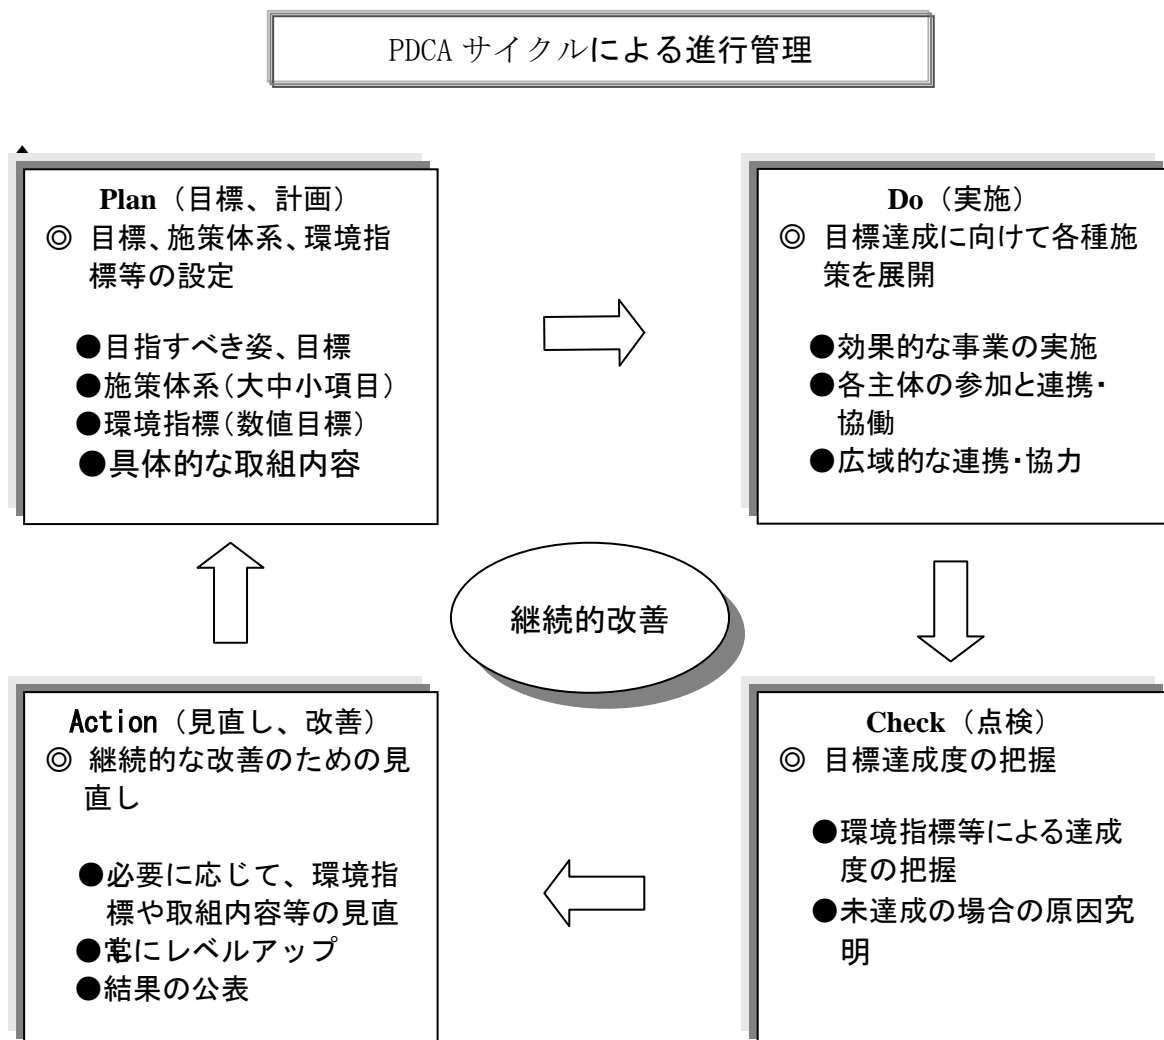 PDCA サイクルによる進行管理
Plan（目標、計画）
◎ 目標、施策体系、環境指
標等の設定
●目指すべき姿、目標
●施策体系（大中小項目）
●環境指標（数値目標）
●具体的な取組内容
Do（実施）
◎ 目標達成に向けて各種施
策を展開
●効果的な事業の実施
●各主体の参加と連携・
協働
●広域的な連携・協力
継続的改善
Action（見直し、改善）
◎ 継続的な改善のための見
直し
●必要に応じて、環境指
標や取組内容等の見直
●常にレベルアップ
●結果の公表
Check（点検）
◎ 目標達成度の把握
●環境指標等による達成
度の把握
●未達成の場合の原因究
明